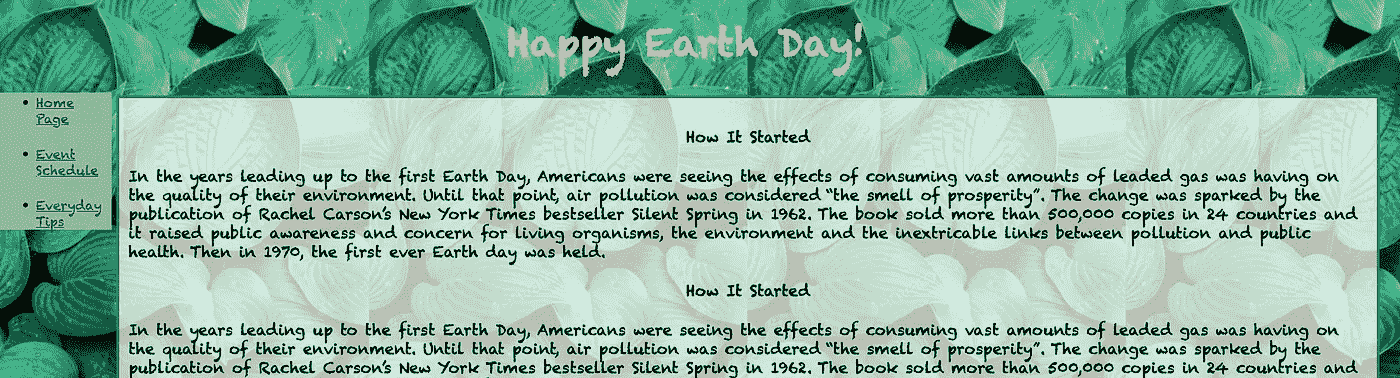 Happy Earth Day!
Home
Page
Event
Schedule
Everyday
Tips
How It Started
In the years leading up to the first Earth Day, Americans were seeing the effects of consuming vast amounts of leaded gas was having on
the quality of their environment. Until that point, air pollution was considered “the smell of prosperity”. The change was sparked by the
publication of Rachel Carson’s New York Times bestseller Silent Spring in 1962. The book sold more than 500,000 copies in 24 countries and
it raised public awareness and concern for living organisms, the environment and the inextricable links between pollution and public
health. Then in 1970, the first ever Earth day was held.
How It Started
In the years leading up to the first Earth Day, Americans were seeing the effects of consuming vast amounts of leaded gas was having on
the quality of their environment. Until that point, air pollution was considered “the smell of prosperity”. The change was sparked by the
publication of Rachel Carson’s New York Times bestseller Silent Spring in 1962. The book sold more than 500,000 copies in 24 countries and